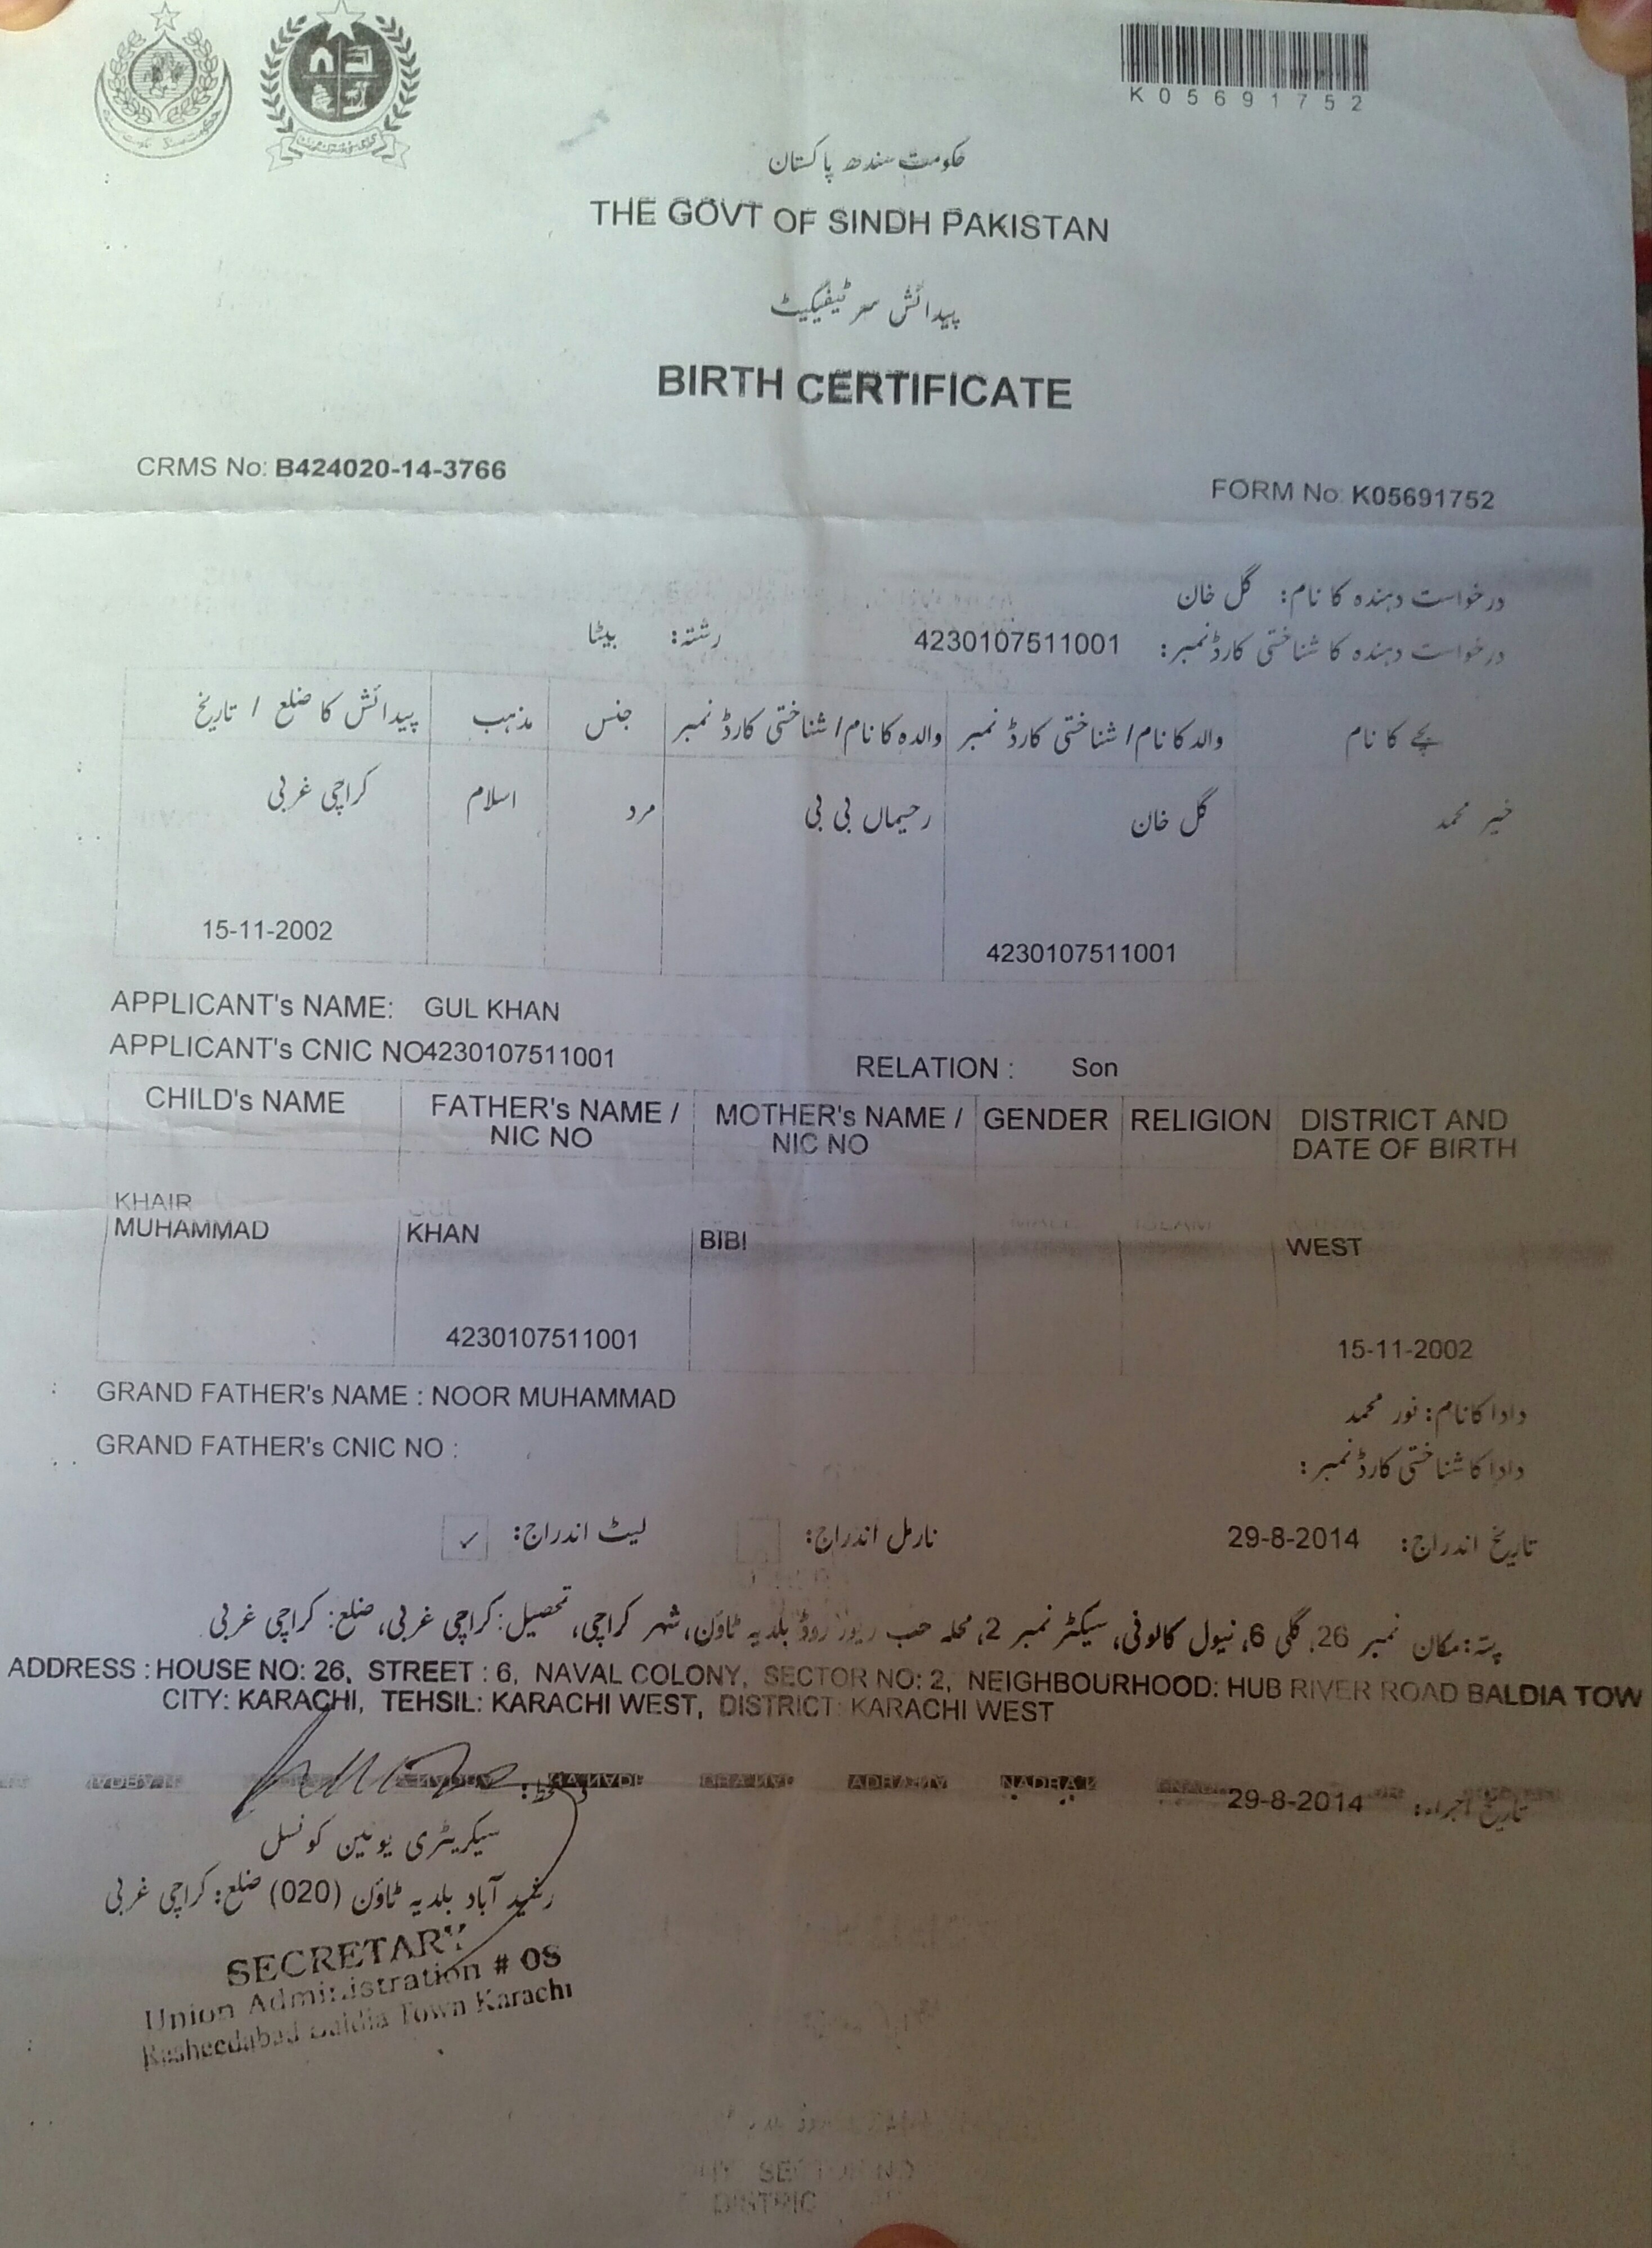 K05691752
حکومت سندھ پاکستان
THE GOVT OF SINDH PAKISTAN
پیدائش سرٹیفیکیٹ
BIRTH CERTIFICATE
CRMS No: B424020-14-3766
FORM No: K05691752
درخواست دہندہ کا نام: گل خان
درخواست دہندہ کا شناختی کارڈ نمبر: 4230107511001 رشتہ: بیٹا
بچے کا نام والد کا نام / شناختی کارڈ نمبر والدہ کا نام / شناختی کارڈ نمبر جنس مذہب پیدائش کا ضلع / تاریخ
خیر محمد گل خان رحیماں بی بی مرد اسلام کراچی غربی
4230107511001 15-11-2002
APPLICANT's NAME: GUL KHAN
APPLICANT's CNIC NO 4230107511001 RELATION : Son
CHILD's NAME FATHER's NAME / MOTHER's NAME / GENDER RELIGION DISTRICT AND
NIC NO NIC NO DATE OF BIRTH
KHAIR GUL
MUHAMMAD KHAN BIBI WEST
4230107511001 15-11-2002
GRAND FATHER's NAME : NOOR MUHAMMAD دادا کا نام: نور محمد
GRAND FATHER's CNIC NO : دادا کا شناختی کارڈ نمبر:
تاریخ اندراج: 29-8-2014 نارمل اندراج: لیٹ اندراج: ✓
پتہ: مکان نمبر 26, گلی 6, نیول کالونی, سیکٹر نمبر 2, محلہ حب ریور روڈ بلدیہ ٹاؤن, شہر کراچی, تحصیل: کراچی غربی, ضلع: کراچی غربی
ADDRESS : HOUSE NO: 26, STREET : 6, NAVAL COLONY, SECTOR NO: 2, NEIGHBOURHOOD: HUB RIVER ROAD BALDIA TOW
CITY: KARACHI, TEHSIL: KARACHI WEST, DISTRICT: KARACHI WEST
تاریخ اجراء: 29-8-2014
سیکریٹری یونین کونسل
رشید آباد بلدیہ ٹاؤن (020) ضلع: کراچی غربی
SECRETARY
Union Administration # 08
Rasheedabad Baldia Town Karachi